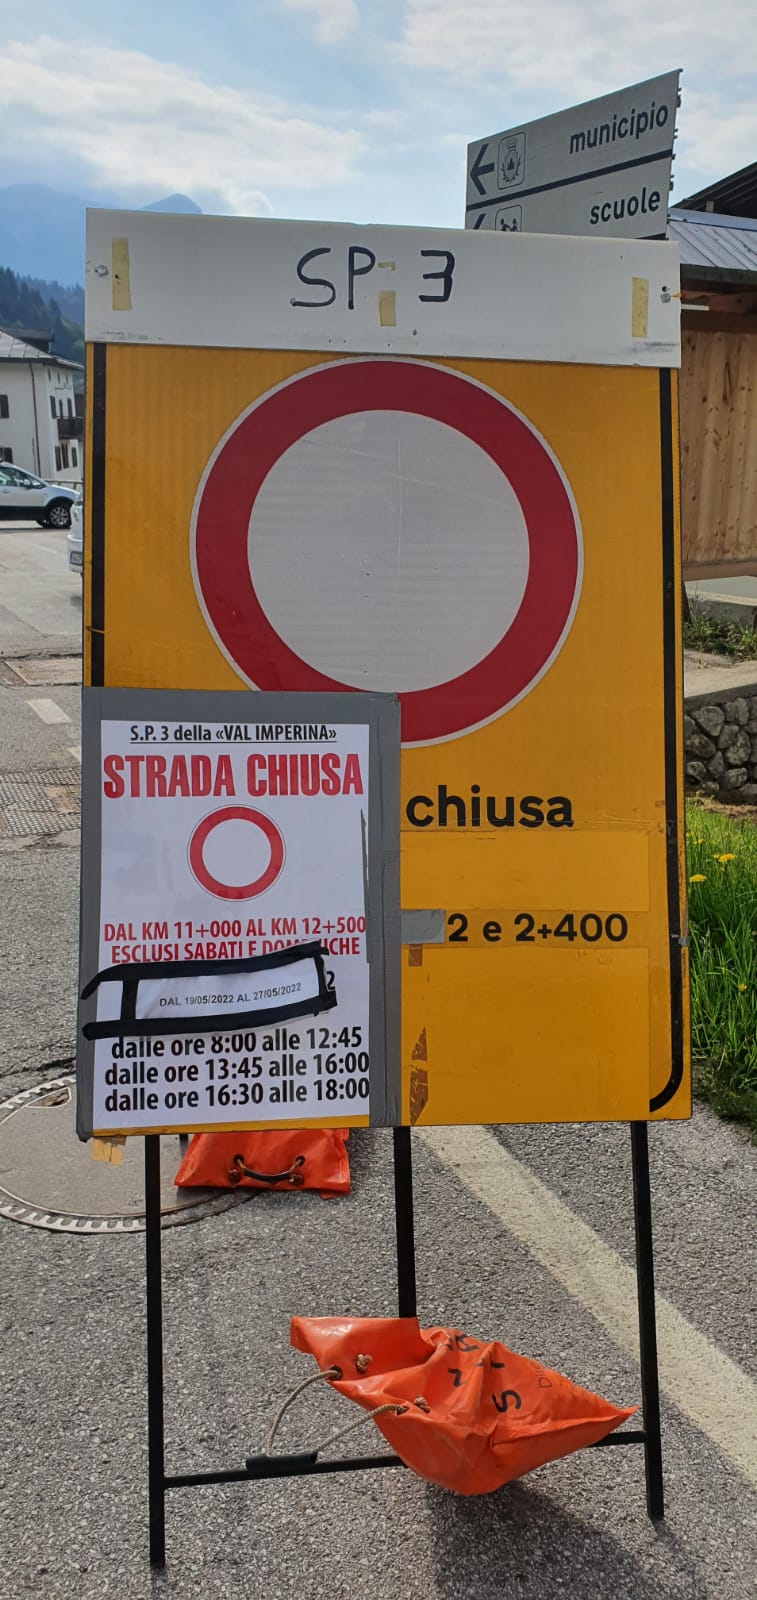 municipio
scuole
SP 3
S.P. 3 della «VAL IMPERINA»
STRADA CHIUSA
DAL KM 11+000 AL KM 12+500
ESCLUSI SABATI E DOMENICHE
2
DAL 19/05/2022 AL 27/05/2022
dalle ore 8:00 alle 12:45
dalle ore 13:45 alle 16:00
dalle ore 16:30 alle 18:00
chiusa
2 e 2+400